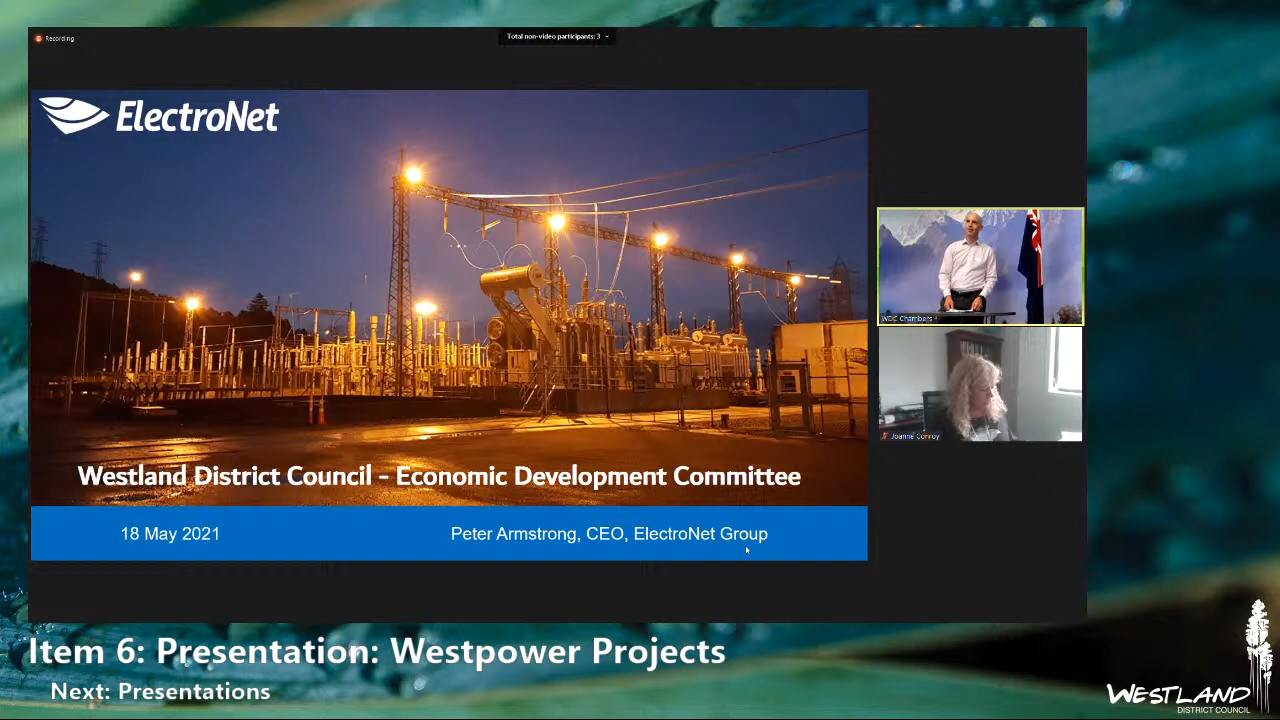 Recording
Total non-video participants: 3
ElectroNet
WDC Chambers
Joanne Conroy
Westland District Council - Economic Development Committee
18 May 2021
Peter Armstrong, CEO, ElectroNet Group
Item 6: Presentation: Westpower Projects
Next: Presentations
WESTLAND
DISTRICT COUNCIL